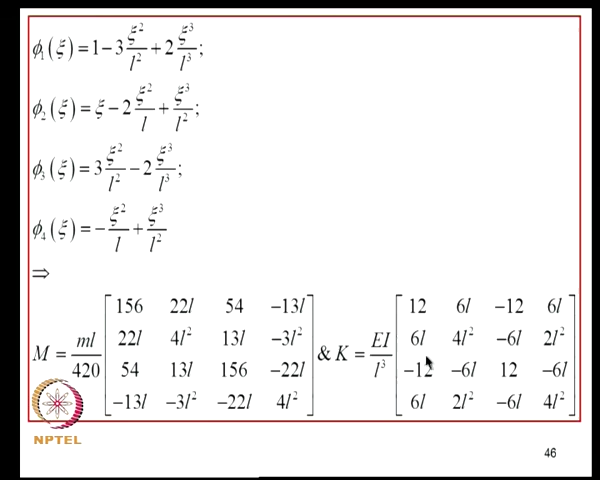 ϕ₁(ξ) = 1 − 3 ξ²/l² + 2 ξ³/l³;
ϕ₂(ξ) = ξ − 2 ξ²/l + ξ³/l²;
ϕ₃(ξ) = 3 ξ²/l² − 2 ξ³/l³;
ϕ₄(ξ) = − ξ²/l + ξ³/l²
⇒
M = ml/420 [156 22l 54 −13l; 22l 4l² 13l −3l²; 54 13l 156 −22l; −13l −3l² −22l 4l²] & K = EI/l³ [12 6l −12 6l; 6l 4l² −6l 2l²; −12 −6l 12 −6l; 6l 2l² −6l 4l²]
NPTEL
46